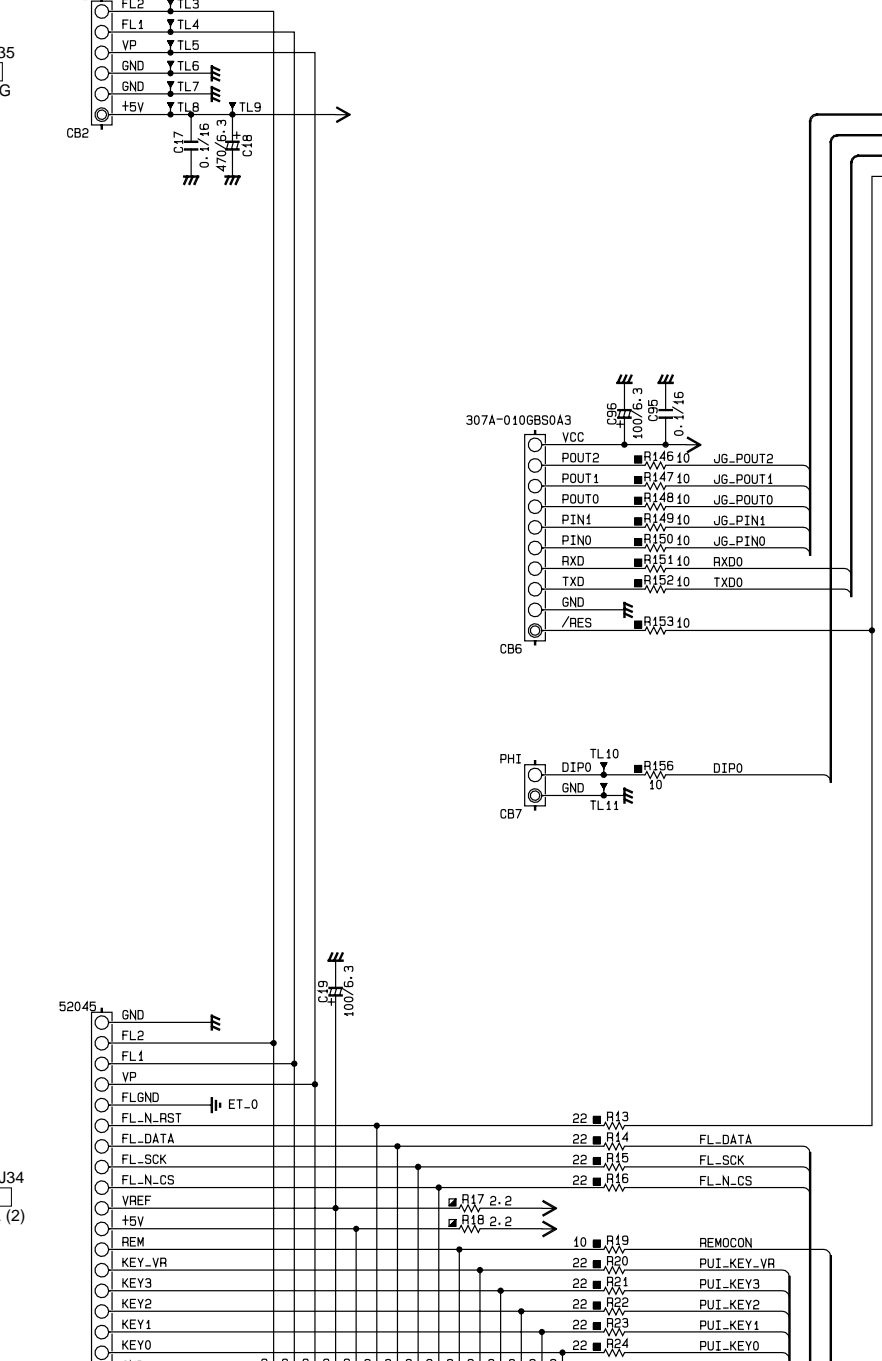 FL2 TL3
FL1 TL4
VP TL5
35
GND TL6
G
GND TL7
+5V TL8 TL9
CB2
C17
0.1/16
470/6.3
+
C18
C96
+
100/6.3
C95
0.1/16
307A-010GBS0A3
VCC
POUT2 R146 10 JG_POUT2
POUT1 R147 10 JG_POUT1
POUT0 R148 10 JG_POUT0
PIN1 R149 10 JG_PIN1
PIN0 R150 10 JG_PIN0
RXD R151 10 RXD0
TXD R152 10 TXD0
GND
/RES R153 10
CB6
PHI
TL10
DIP0 R156 DIP0
10
GND
TL11
CB7
C19
+
100/6.3
52045
GND
FL2
FL1
VP
FLGND ET_0
FL_N_RST 22 R13
FL_DATA 22 R14 FL_DATA
FL_SCK 22 R15 FL_SCK
J34
FL_N_CS 22 R16 FL_N_CS
VREF R17 2.2
(2)
+5V R18 2.2
REM 10 R19 REMOCON
KEY_VR 22 R20 PUI_KEY_VR
KEY3 22 R21 PUI_KEY3
KEY2 22 R22 PUI_KEY2
KEY1 22 R23 PUI_KEY1
KEY0 22 R24 PUI_KEY0